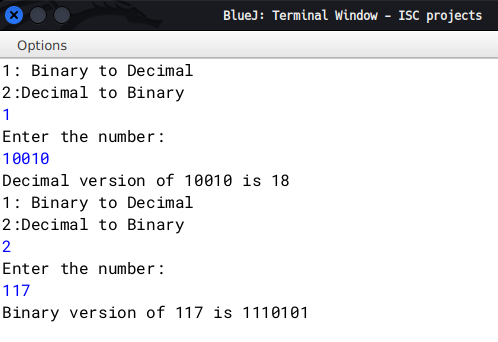 BlueJ: Terminal Window - ISC projects
Options
1: Binary to Decimal
2:Decimal to Binary
1
Enter the number:
10010
Decimal version of 10010 is 18
1: Binary to Decimal
2:Decimal to Binary
2
Enter the number:
117
Binary version of 117 is 1110101